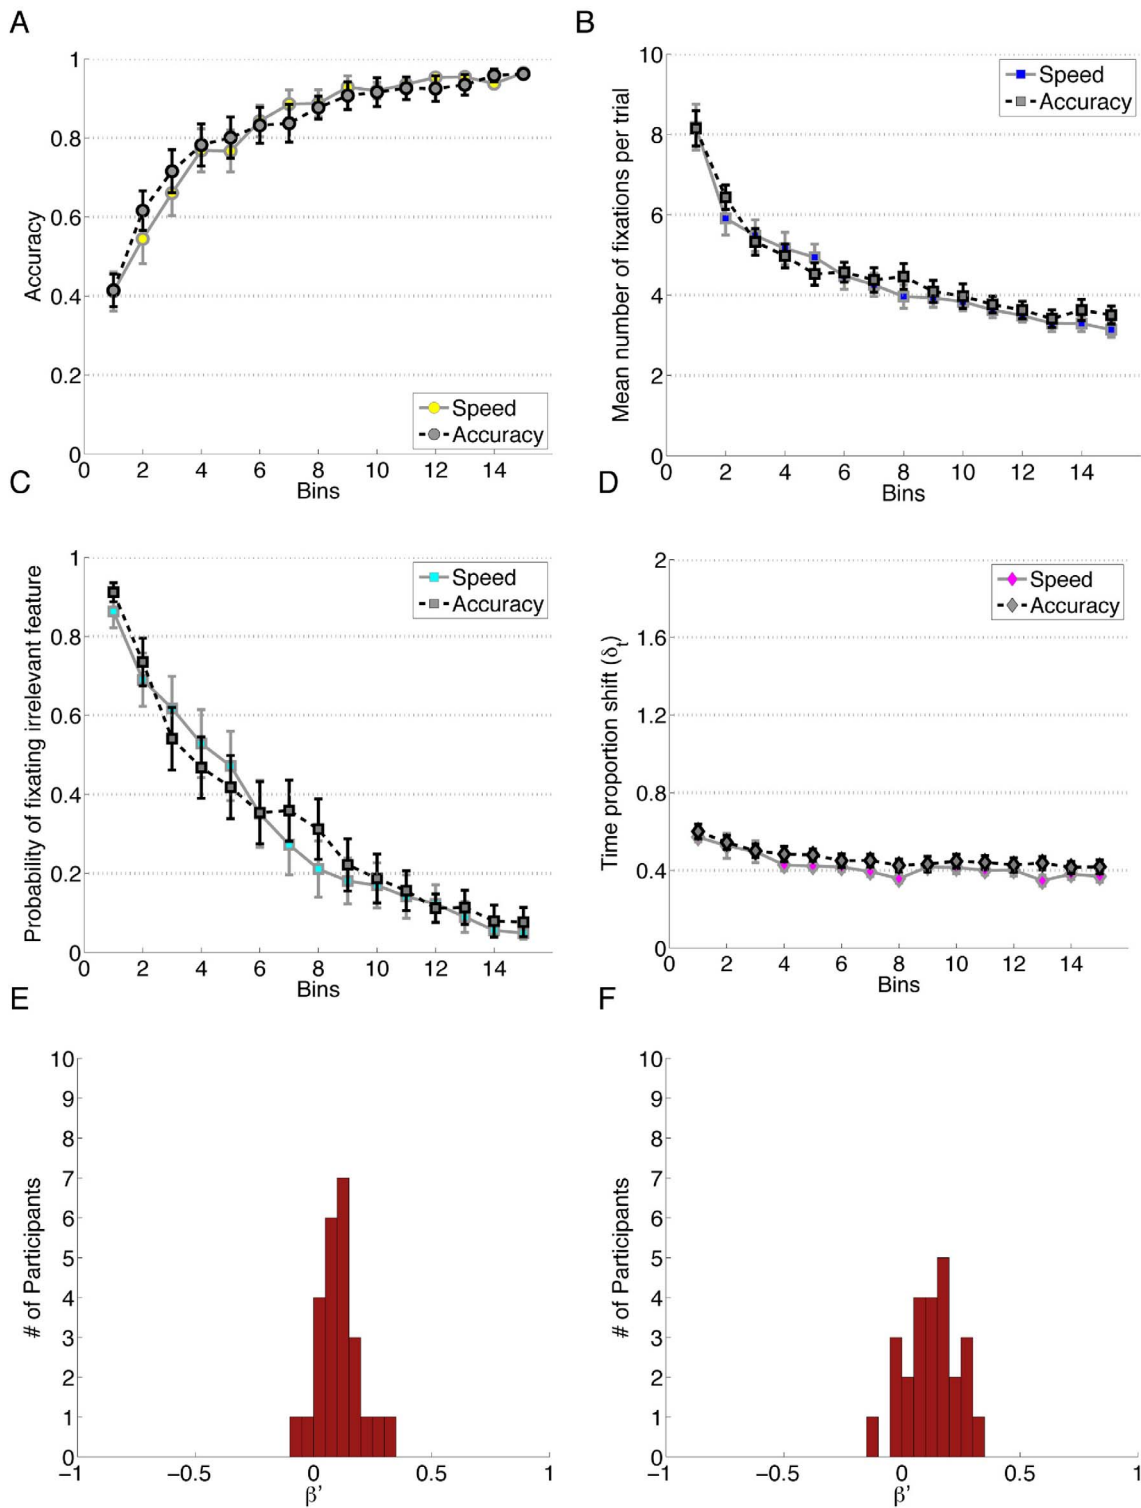 A
1
0.8
0.6
0.4
0.2
0
Accuracy
Speed
Accuracy
0 2 4 6 8 10 12 14
Bins
B
10
8
6
4
2
0
Mean number of fixations per trial
Speed
Accuracy
0 2 4 6 8 10 12 14
Bins
C
1
0.8
0.6
0.4
0.2
0
Probability of fixating irrelevant feature
Speed
Accuracy
0 2 4 6 8 10 12 14
Bins
D
2
1.6
1.2
0.8
0.4
0
Time proportion shift (δt)
Speed
Accuracy
0 2 4 6 8 10 12 14
Bins
E
10
9
8
7
6
5
4
3
2
1
0
# of Participants
−1 −0.5 0 0.5 1
β’
F
10
9
8
7
6
5
4
3
2
1
0
# of Participants
−1 −0.5 0 0.5 1
β’